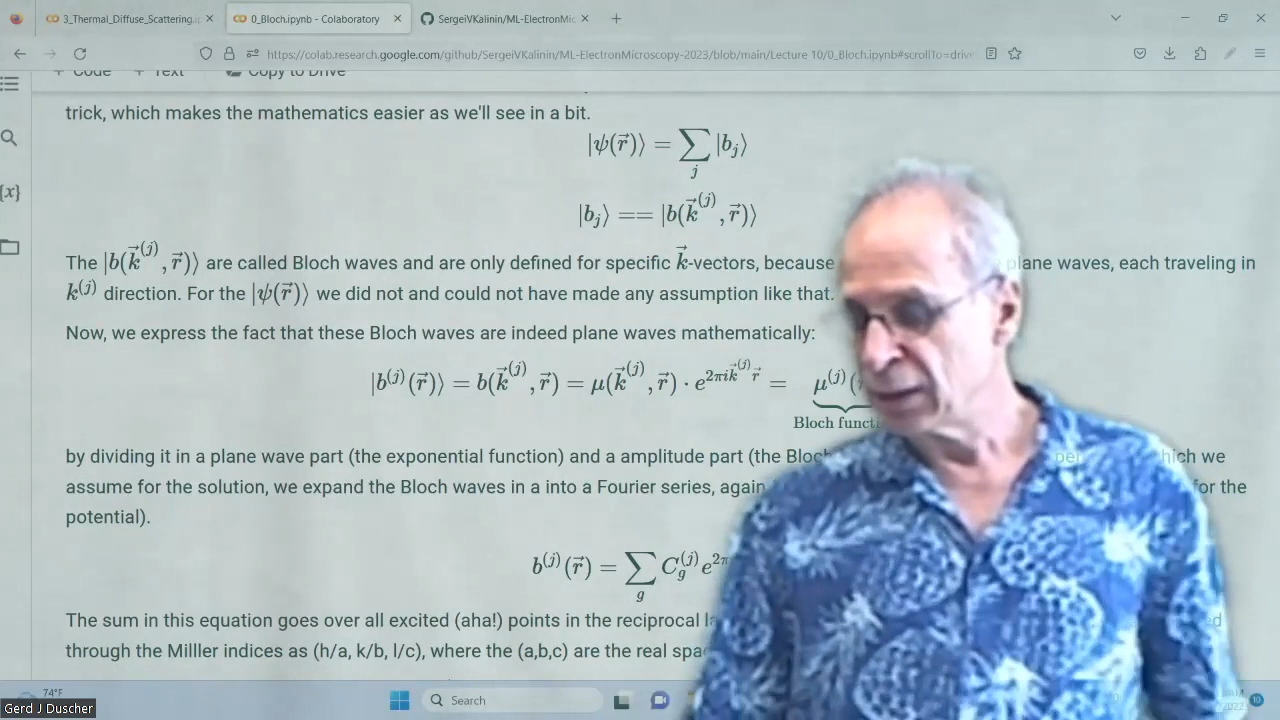 3_Thermal_Diffuse_Scattering.i
0_Bloch.ipynb - Colaboratory
SergeiVKalinin/ML-ElectronMic
https://colab.research.google.com/github/SergeiVKalinin/ML-ElectronMicroscopy-2023/blob/main/Lecture 10/0_Bloch.ipynb#scrollTo=drive
+ Code + Text Copy to Drive
trick, which makes the mathematics easier as we'll see in a bit.
|ψ(r⃗)⟩ = ∑_j |b_j⟩
{x}
|b_j⟩ == |b(k⃗^(j), r⃗)⟩
The |b(k⃗^(j), r⃗)⟩ are called Bloch waves and are only defined for specific k⃗-vectors, because plane waves, each traveling in
k^(j) direction. For the |ψ(r⃗)⟩ we did not and could not have made any assumption like that.
Now, we express the fact that these Bloch waves are indeed plane waves mathematically:
|b^(j)(r⃗)⟩ = b(k⃗^(j), r⃗) = μ(k⃗^(j), r⃗) · e^(2πik⃗^(j)r⃗) = μ^(j)(
Bloch functi
by dividing it in a plane wave part (the exponential function) and a amplitude part (the Bloch which we
assume for the solution, we expand the Bloch waves in a into a Fourier series, again for the
potential).
b^(j)(r⃗) = ∑_g C_g^(j) e^(2π
The sum in this equation goes over all excited (aha!) points in the reciprocal la
through the Milller indices as (h/a, k/b, l/c), where the (a,b,c) are the real spac
74°F
Search
Gerd J Duscher